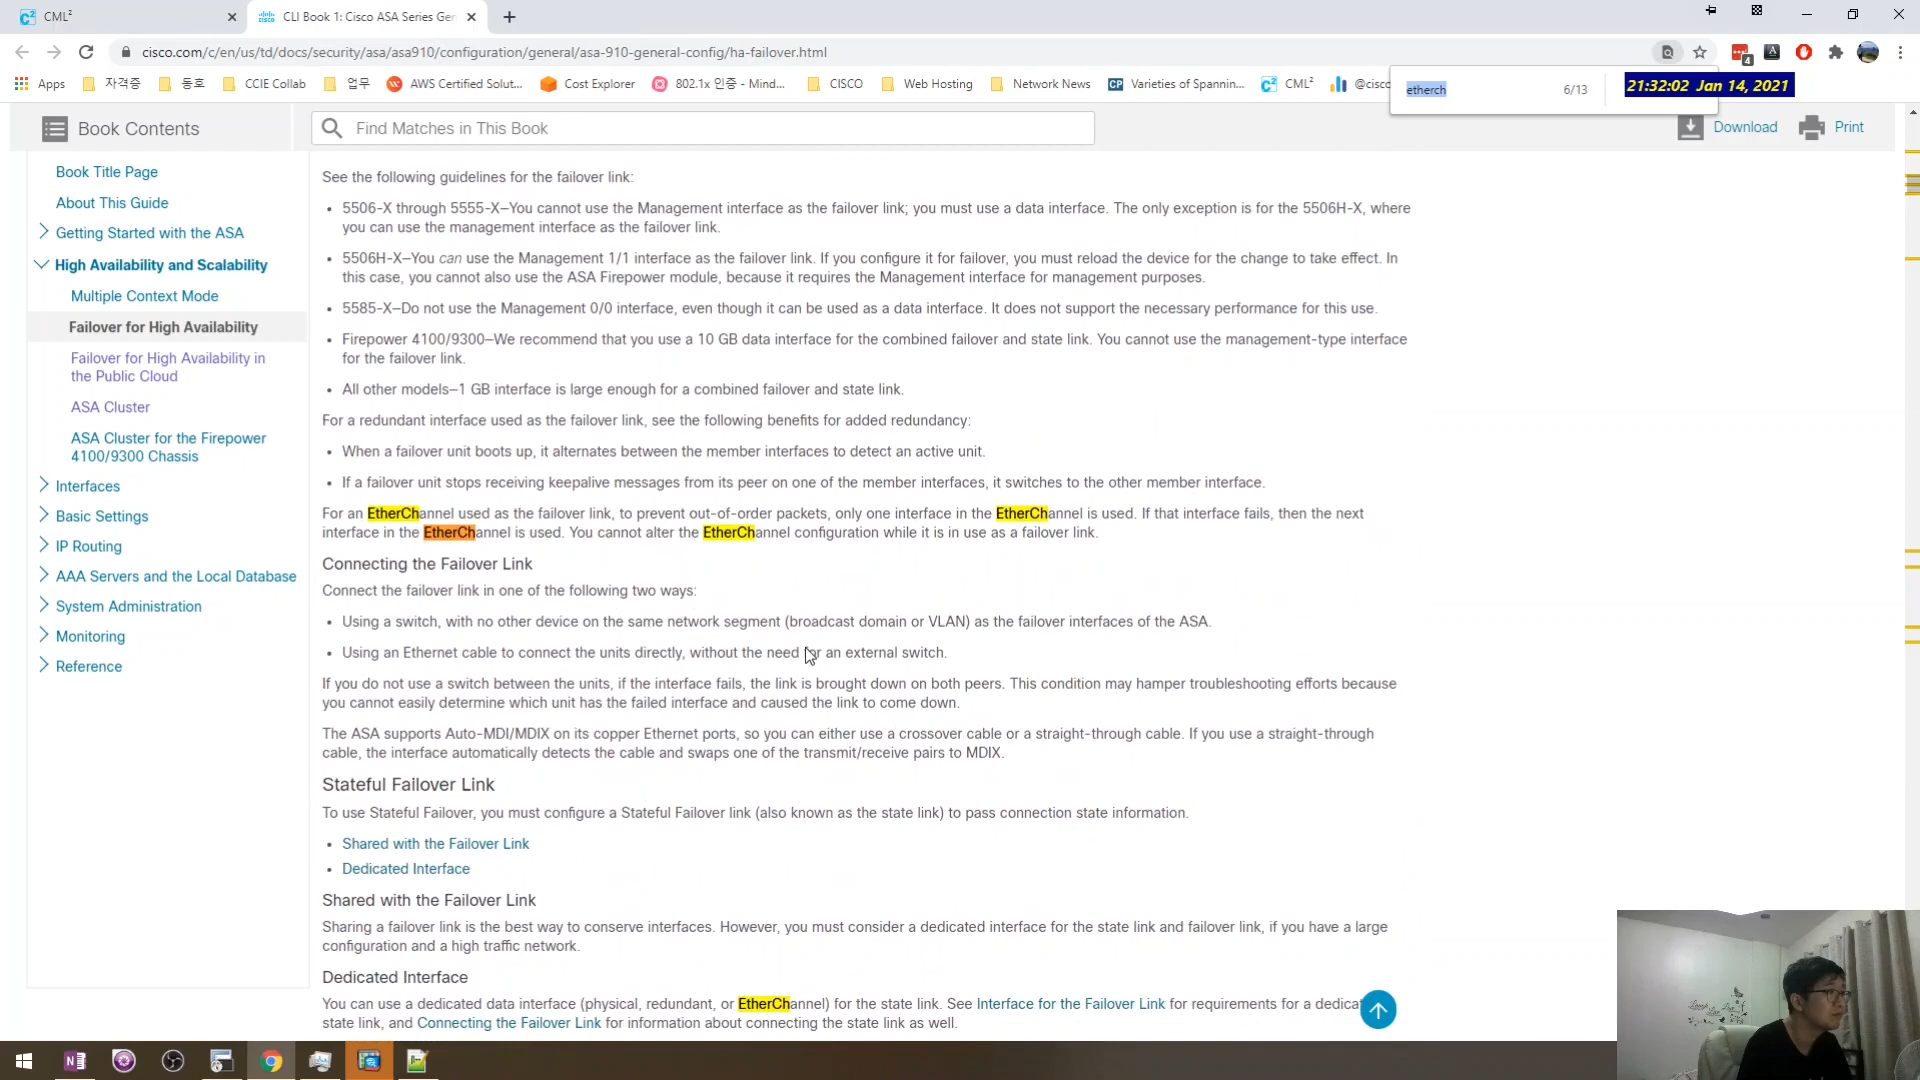 CML²
CLI Book 1: Cisco ASA Series Gen
cisco.com/c/en/us/td/docs/security/asa/asa910/configuration/general/asa-910-general-config/ha-failover.html
4
Apps
자격증
동호
CCIE Collab
업무
AWS Certified Solut...
Cost Explorer
802.1x 인증 - Mind...
CISCO
Web Hosting
Network News
CP
Varieties of Spannin...
CML²
@cisco
etherch
6/13
21:32:02 Jan 14, 2021
Book Contents
Find Matches in This Book
Download
Print
Book Title Page
About This Guide
Getting Started with the ASA
High Availability and Scalability
Multiple Context Mode
Failover for High Availability
Failover for High Availability in
the Public Cloud
ASA Cluster
ASA Cluster for the Firepower
4100/9300 Chassis
Interfaces
Basic Settings
IP Routing
AAA Servers and the Local Database
System Administration
Monitoring
Reference
See the following guidelines for the failover link:
• 5506-X through 5555-X—You cannot use the Management interface as the failover link; you must use a data interface. The only exception is for the 5506H-X, where
you can use the management interface as the failover link.
• 5506H-X—You can use the Management 1/1 interface as the failover link. If you configure it for failover, you must reload the device for the change to take effect. In
this case, you cannot also use the ASA Firepower module, because it requires the Management interface for management purposes.
• 5585-X—Do not use the Management 0/0 interface, even though it can be used as a data interface. It does not support the necessary performance for this use.
• Firepower 4100/9300—We recommend that you use a 10 GB data interface for the combined failover and state link. You cannot use the management-type interface
for the failover link.
• All other models—1 GB interface is large enough for a combined failover and state link.
For a redundant interface used as the failover link, see the following benefits for added redundancy:
• When a failover unit boots up, it alternates between the member interfaces to detect an active unit.
• If a failover unit stops receiving keepalive messages from its peer on one of the member interfaces, it switches to the other member interface.
For an EtherChannel used as the failover link, to prevent out-of-order packets, only one interface in the EtherChannel is used. If that interface fails, then the next
interface in the EtherChannel is used. You cannot alter the EtherChannel configuration while it is in use as a failover link.
Connecting the Failover Link
Connect the failover link in one of the following two ways:
• Using a switch, with no other device on the same network segment (broadcast domain or VLAN) as the failover interfaces of the ASA.
• Using an Ethernet cable to connect the units directly, without the need for an external switch.
If you do not use a switch between the units, if the interface fails, the link is brought down on both peers. This condition may hamper troubleshooting efforts because
you cannot easily determine which unit has the failed interface and caused the link to come down.
The ASA supports Auto-MDI/MDIX on its copper Ethernet ports, so you can either use a crossover cable or a straight-through cable. If you use a straight-through
cable, the interface automatically detects the cable and swaps one of the transmit/receive pairs to MDIX.
Stateful Failover Link
To use Stateful Failover, you must configure a Stateful Failover link (also known as the state link) to pass connection state information.
• Shared with the Failover Link
• Dedicated Interface
Shared with the Failover Link
Sharing a failover link is the best way to conserve interfaces. However, you must consider a dedicated interface for the state link and failover link, if you have a large
configuration and a high traffic network.
Dedicated Interface
You can use a dedicated data interface (physical, redundant, or EtherChannel) for the state link. See Interface for the Failover Link for requirements for a dedicat
state link, and Connecting the Failover Link for information about connecting the state link as well.